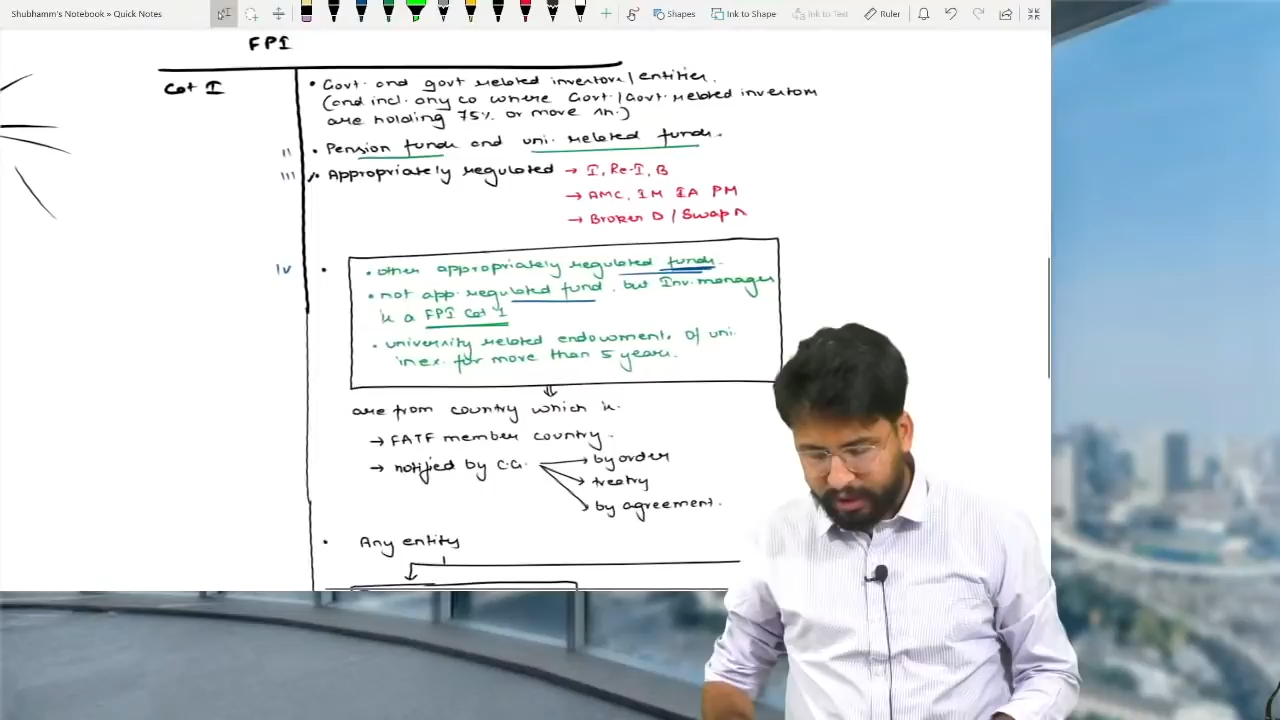 Shubhamm's Notebook » Quick Notes
Shapes
Ink to Shape
Ink to Text
Ruler
FPI
Cat I
• Govt. and govt related investors/entities.
(and incl. any co where Govt./Govt. related investors
are holding 75% or more sh.)
II • Pension funds and uni. related funds.
III • Appropriately regulated → I, Re-I, B
→ AMC, IM IA PM
→ Broker D / Swap
IV •
• other appropriately regulated funds.
• not app. regulated fund, but Inv. manager
is a FPI Cat 1
• university related endowments of uni.
in ex. for more than 5 years.
are from country which is.
→ FATF member country.
→ notified by C.G. → by order
→ treaty
→ by agreement.
• Any entity